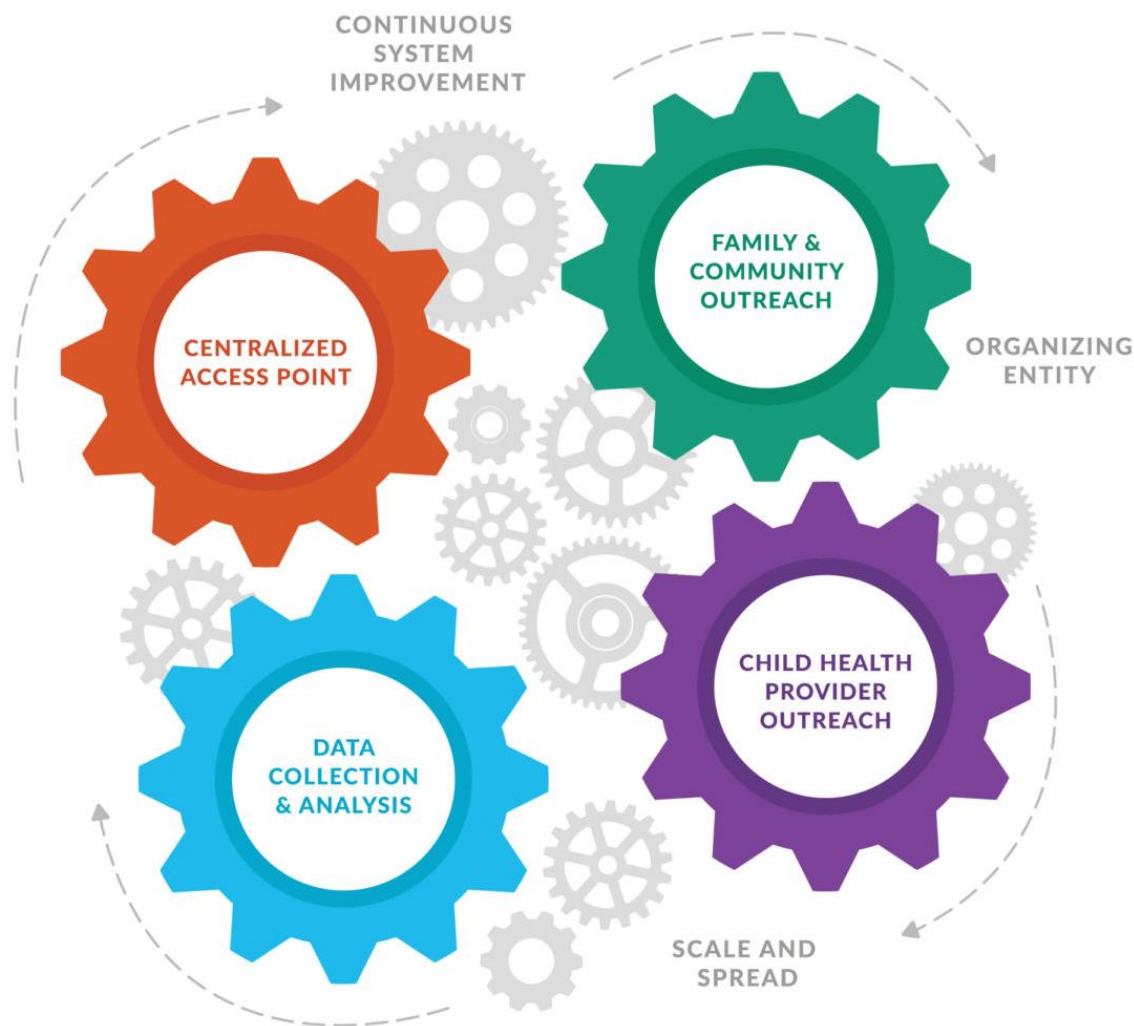 CONTINUOUS
SYSTEM
IMPROVEMENT
FAMILY &
COMMUNITY
OUTREACH
CENTRALIZED
ACCESS POINT
ORGANIZING
ENTITY
CHILD HEALTH
PROVIDER
OUTREACH
DATA
COLLECTION
& ANALYSIS
SCALE AND
SPREAD